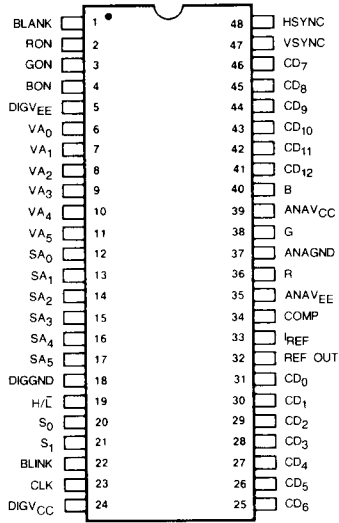 BLANK 1 48 HSYNC
RON 2 47 VSYNC
GON 3 46 CD7
BON 4 45 CD8
DIGVEE 5 44 CD9
VA0 6 43 CD10
VA1 7 42 CD11
VA2 8 41 CD12
VA3 9 40 B
VA4 10 39 ANAVCC
VA5 11 38 G
SA0 12 37 ANAGND
SA1 13 36 R
SA2 14 35 ANAVEE
SA3 15 34 COMP
SA4 16 33 IREF
SA5 17 32 REF OUT
DIGGND 18 31 CD0
H/L̅ 19 30 CD1
S0 20 29 CD2
S1 21 28 CD3
BLINK 22 27 CD4
CLK 23 26 CD5
DIGVCC 24 25 CD6